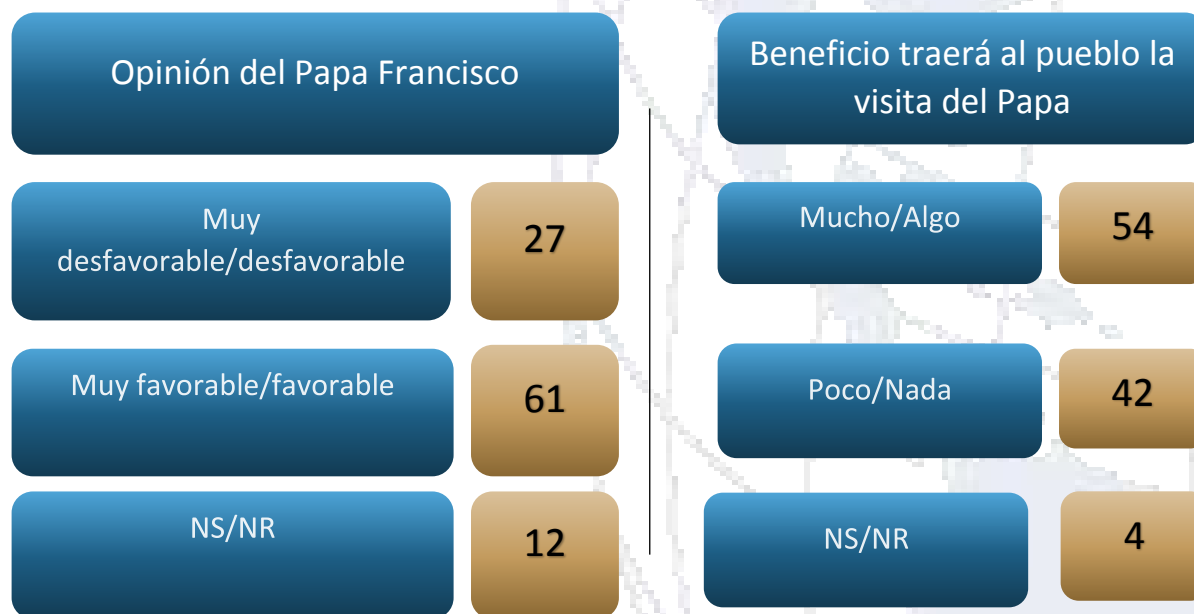 Opinión del Papa Francisco
Muy
desfavorable/desfavorable
27
Muy favorable/favorable
61
NS/NR
12
Beneficio traerá al pueblo la
visita del Papa
Mucho/Algo
54
Poco/Nada
42
NS/NR
4